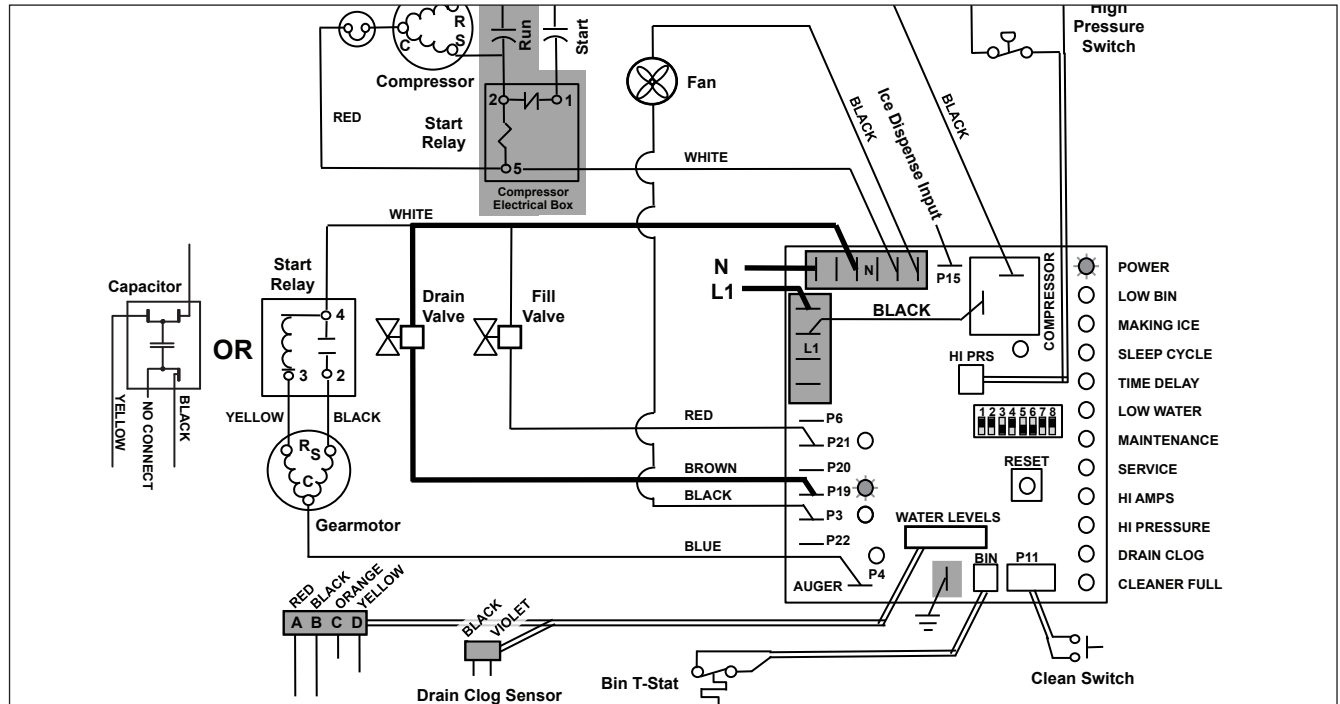 High
Pressure
Switch
R
S
C
Run
Start
Compressor
Fan
RED
2
1
Start
Relay
5
WHITE
Compressor
Electrical Box
BLACK
Ice Dispense Input
BLACK
WHITE
Capacitor
OR
Start
Relay
4
3
2
Drain
Valve
Fill
Valve
N
L1
N
P15
COMPRESSOR
BLACK
L1
HI PRS
POWER
LOW BIN
MAKING ICE
SLEEP CYCLE
TIME DELAY
LOW WATER
MAINTENANCE
SERVICE
HI AMPS
HI PRESSURE
DRAIN CLOG
CLEANER FULL
1 2 3 4 5 6 7 8
RESET
YELLOW
NO CONNECT
BLACK
YELLOW
BLACK
R
S
C
Gearmotor
RED
BROWN
BLACK
BLUE
P6
P21
P20
P19
P3
P22
P4
AUGER
WATER LEVELS
BIN
P11
RED
BLACK
ORANGE
YELLOW
A B C D
BLACK
VIOLET
Drain Clog Sensor
Bin T-Stat
Clean Switch